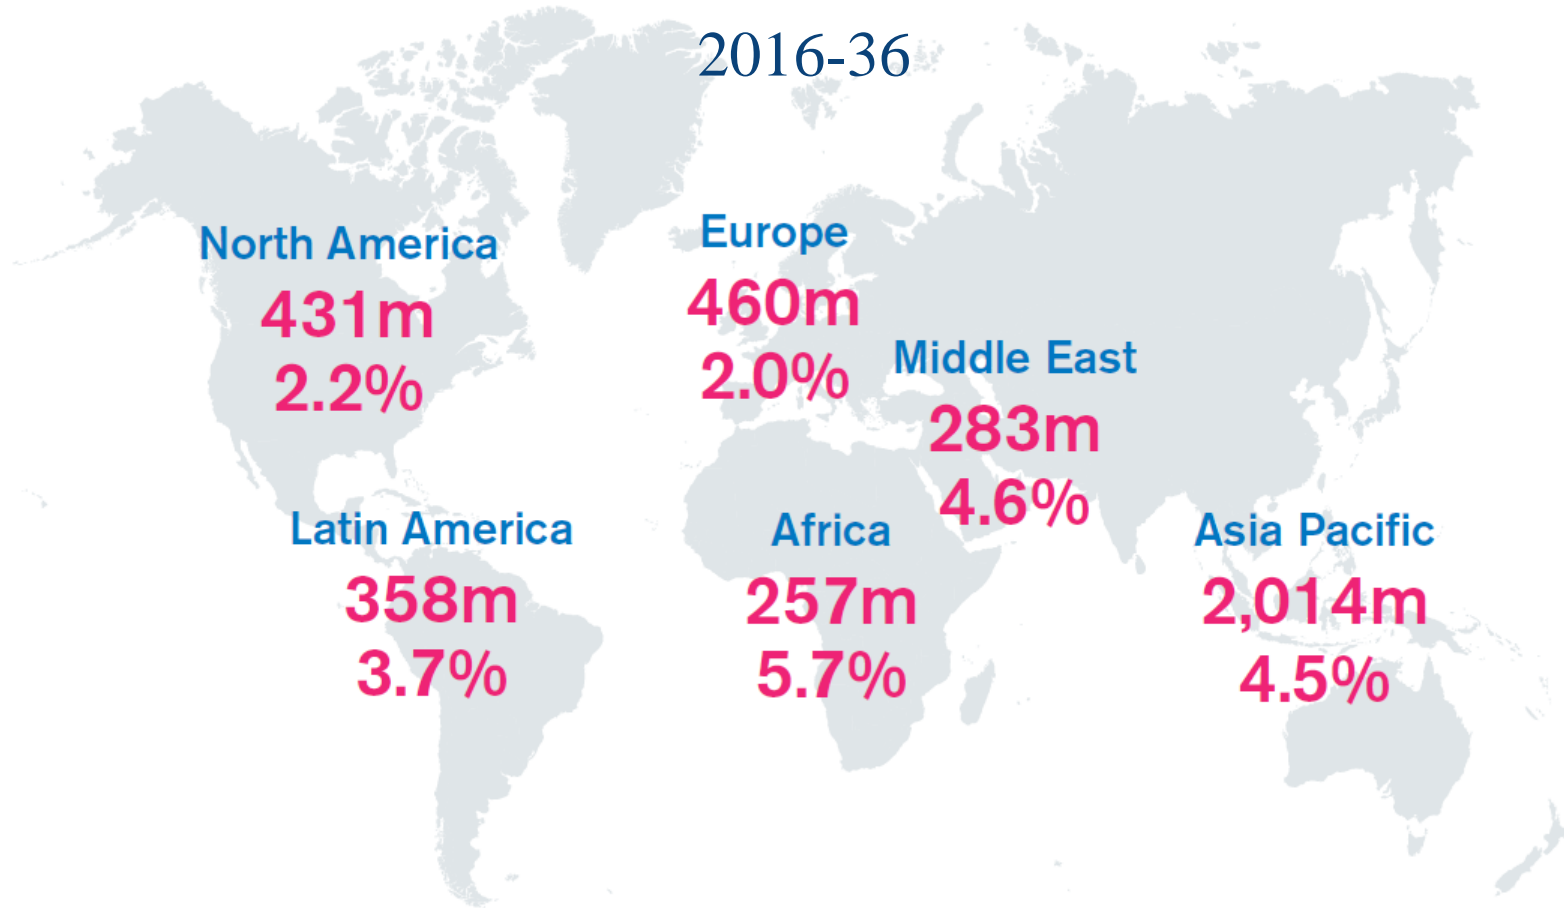 2016-36
North America
431m
2.2%
Europe
460m
2.0%
Middle East
283m
4.6%
Latin America
358m
3.7%
Africa
257m
5.7%
Asia Pacific
2,014m
4.5%